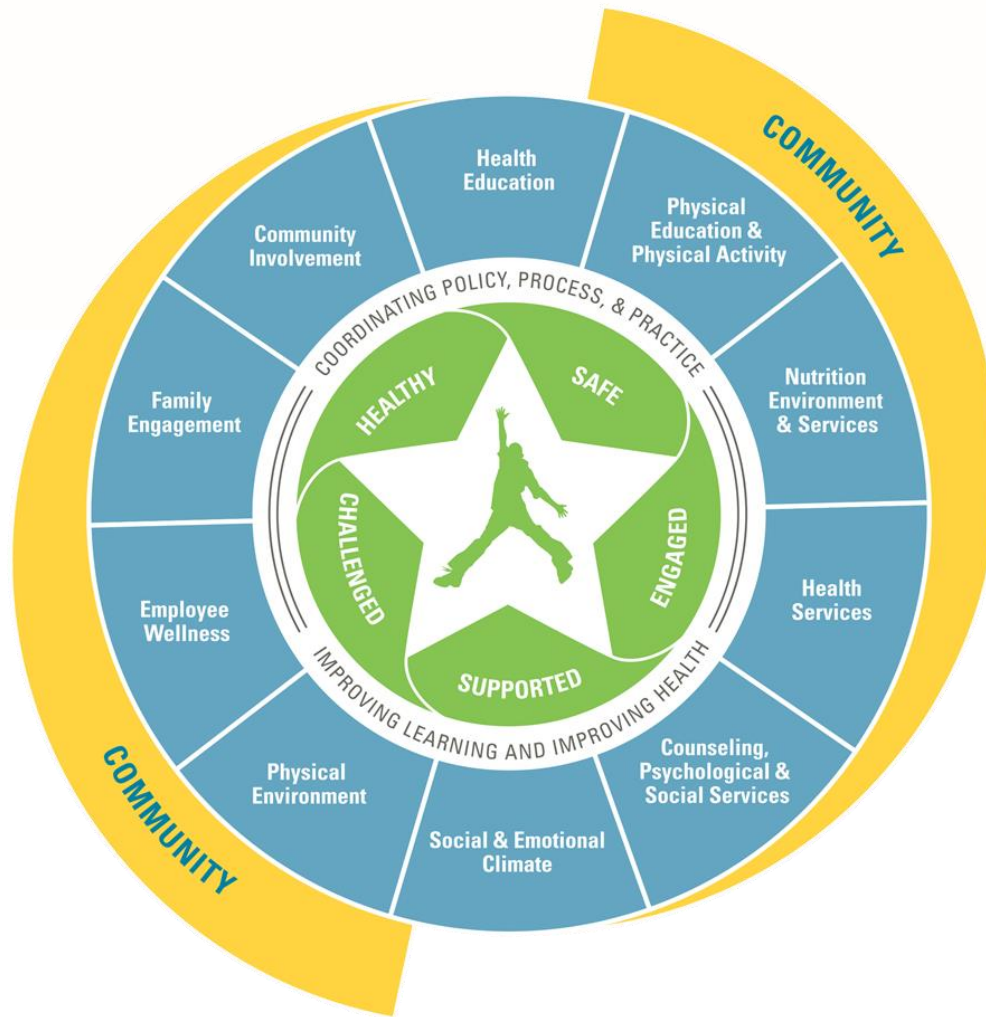 COMMUNITY
Health
Education
Physical
Education &
Physical Activity
Nutrition
Environment
& Services
Health
Services
Counseling,
Psychological &
Social Services
Social & Emotional
Climate
Physical
Environment
Employee
Wellness
Family
Engagement
Community
Involvement
COORDINATING POLICY, PROCESS, & PRACTICE
IMPROVING LEARNING AND IMPROVING HEALTH
HEALTHY
SAFE
ENGAGED
SUPPORTED
CHALLENGED
COMMUNITY